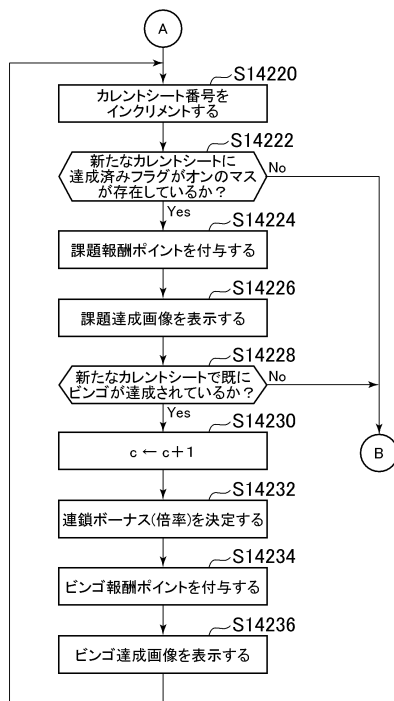 A
S14220
カレントシート番号を
インクリメントする
S14222
新たなカレントシートに
達成済みフラグがオンのマス
が存在しているか？
No
Yes
S14224
課題報酬ポイントを付与する
S14226
課題達成画像を表示する
S14228
新たなカレントシートで既に
ビンゴが達成されているか？
No
Yes
B
S14230
c ← c＋1
S14232
連鎖ボーナス(倍率)を決定する
S14234
ビンゴ報酬ポイントを付与する
S14236
ビンゴ達成画像を表示する